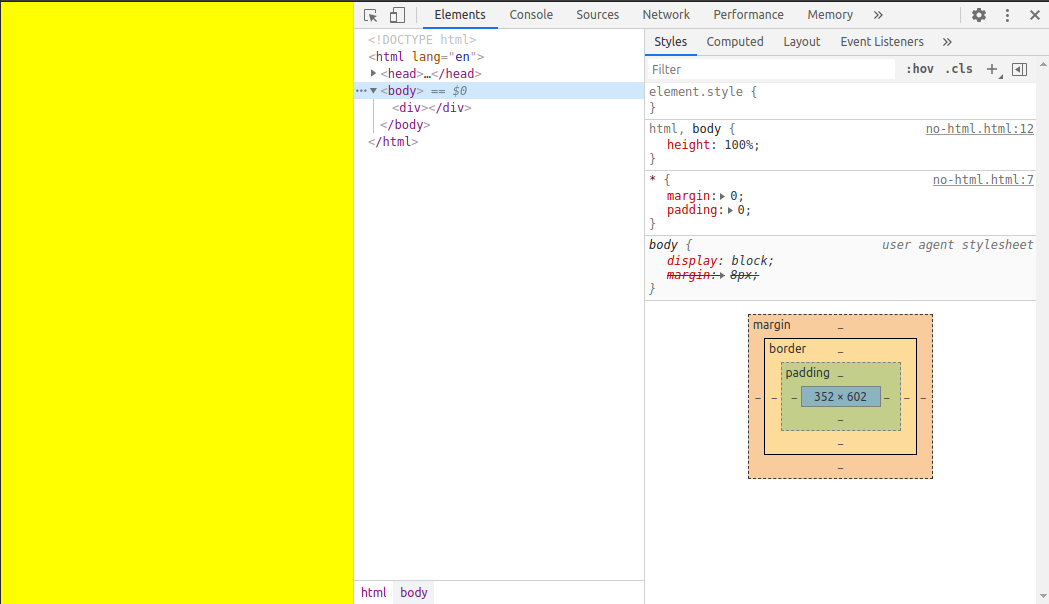 Elements Console Sources Network Performance Memory »
<!DOCTYPE html>
<html lang="en">
<head>…</head>
<body> == $0
<div></div>
</body>
</html>
html body
Styles Computed Layout Event Listeners »
Filter :hov .cls +
element.style {
}
html, body { no-html.html:12
height: 100%;
}
* { no-html.html:7
margin: 0;
padding: 0;
}
body { user agent stylesheet
display: block;
margin: 8px;
}
margin –
border –
padding –
– – – 352 × 602 – – –
–
–
–